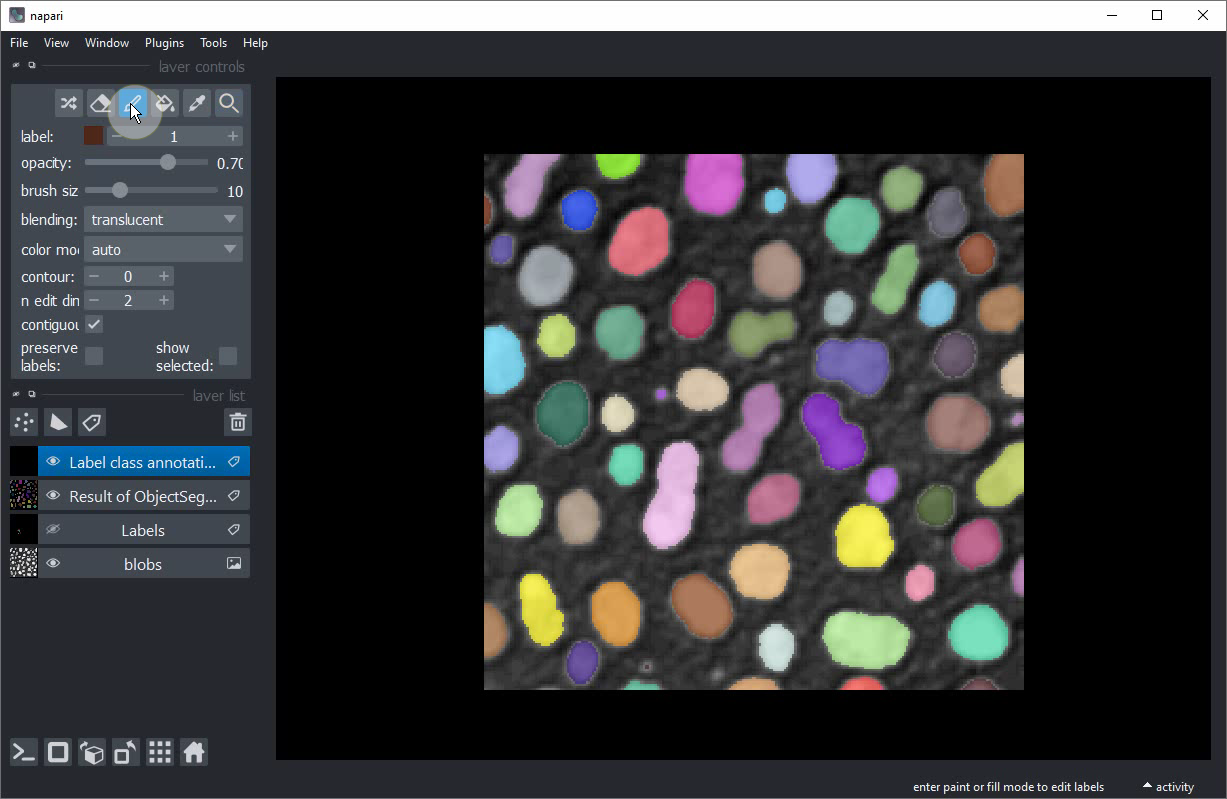 napari
File View Window Plugins Tools Help
layer controls
label: 1
opacity: 0.70
brush siz 10
blending: translucent
color mo auto
contour: 0
n edit din 2
contiguou
preserve labels: show selected:
layer list
Label class annotati...
Result of ObjectSeg...
Labels
blobs
enter paint or fill mode to edit labels activity